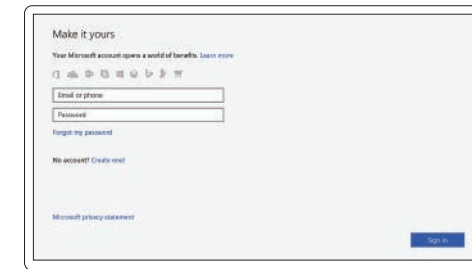 Make it yours
Your Microsoft account opens a world of benefits. Learn more
Email or phone
Password
Forgot my password
No account? Create one!
Microsoft privacy statement
Sign in